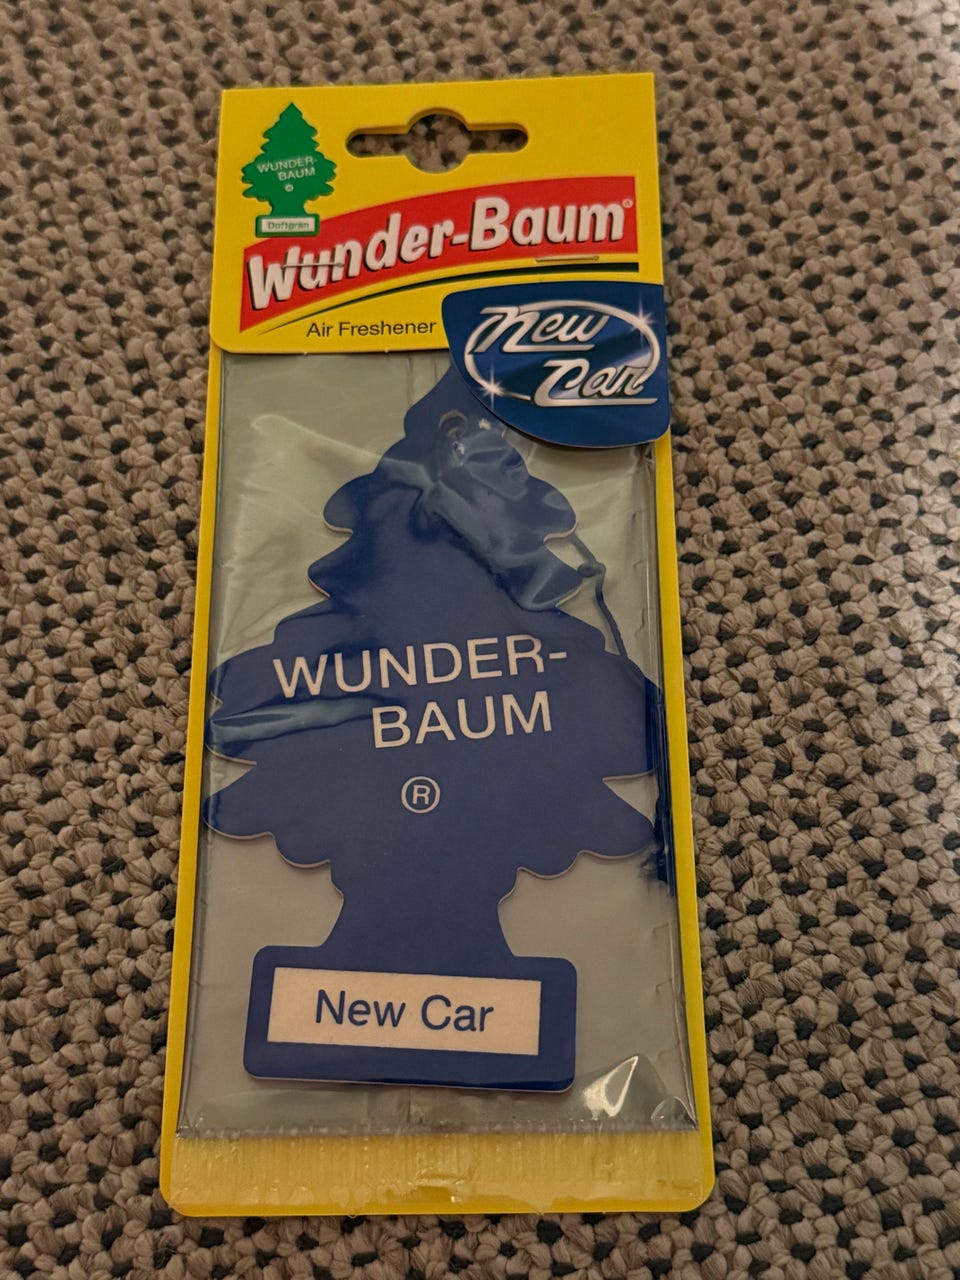 WUNDER-
BAUM
®
Doftgran
Wunder-Baum®
Air Freshener
New
Car
WUNDER-
BAUM
®
New Car